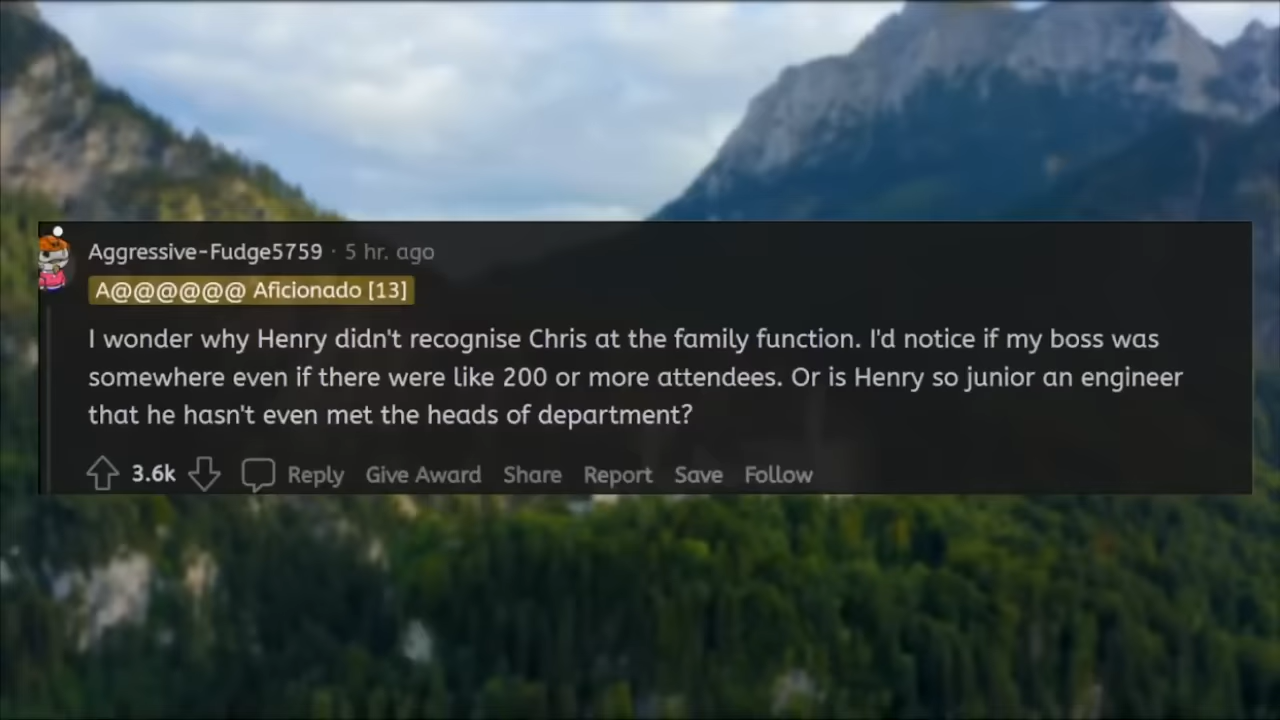 Aggressive-Fudge5759 · 5 hr. ago
A@@@@@@ Aficionado [13]
I wonder why Henry didn't recognise Chris at the family function. I'd notice if my boss was
somewhere even if there were like 200 or more attendees. Or is Henry so junior an engineer
that he hasn't even met the heads of department?
3.6k Reply Give Award Share Report Save Follow